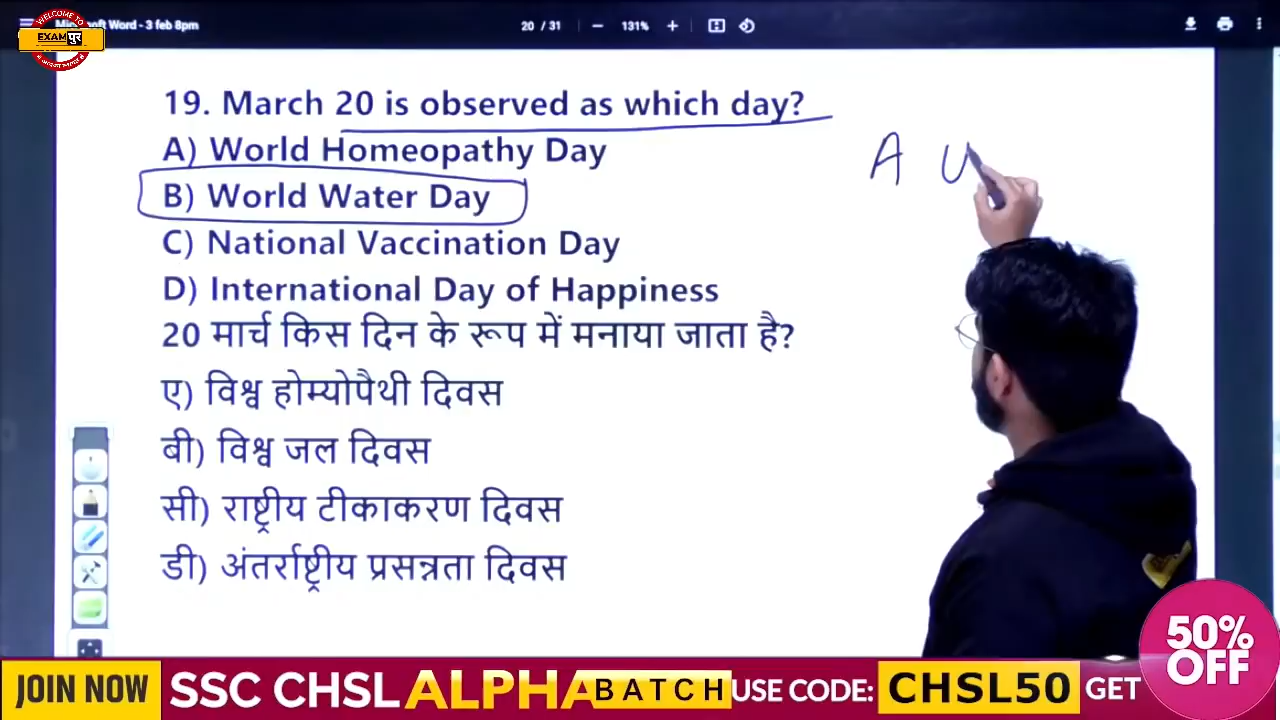 WELCOME TO
EXAMपुर
Microsoft Word - 3 feb 8pm
20 / 31
131%
19. March 20 is observed as which day?
A) World Homeopathy Day
B) World Water Day
C) National Vaccination Day
D) International Day of Happiness
20 मार्च किस दिन के रूप में मनाया जाता है?
ए) विश्व होम्योपैथी दिवस
बी) विश्व जल दिवस
सी) राष्ट्रीय टीकाकरण दिवस
डी) अंतर्राष्ट्रीय प्रसन्नता दिवस
A U
JOIN NOW SSC CHSL ALPHA BATCH USE CODE: CHSL50 GET
50%
OFF